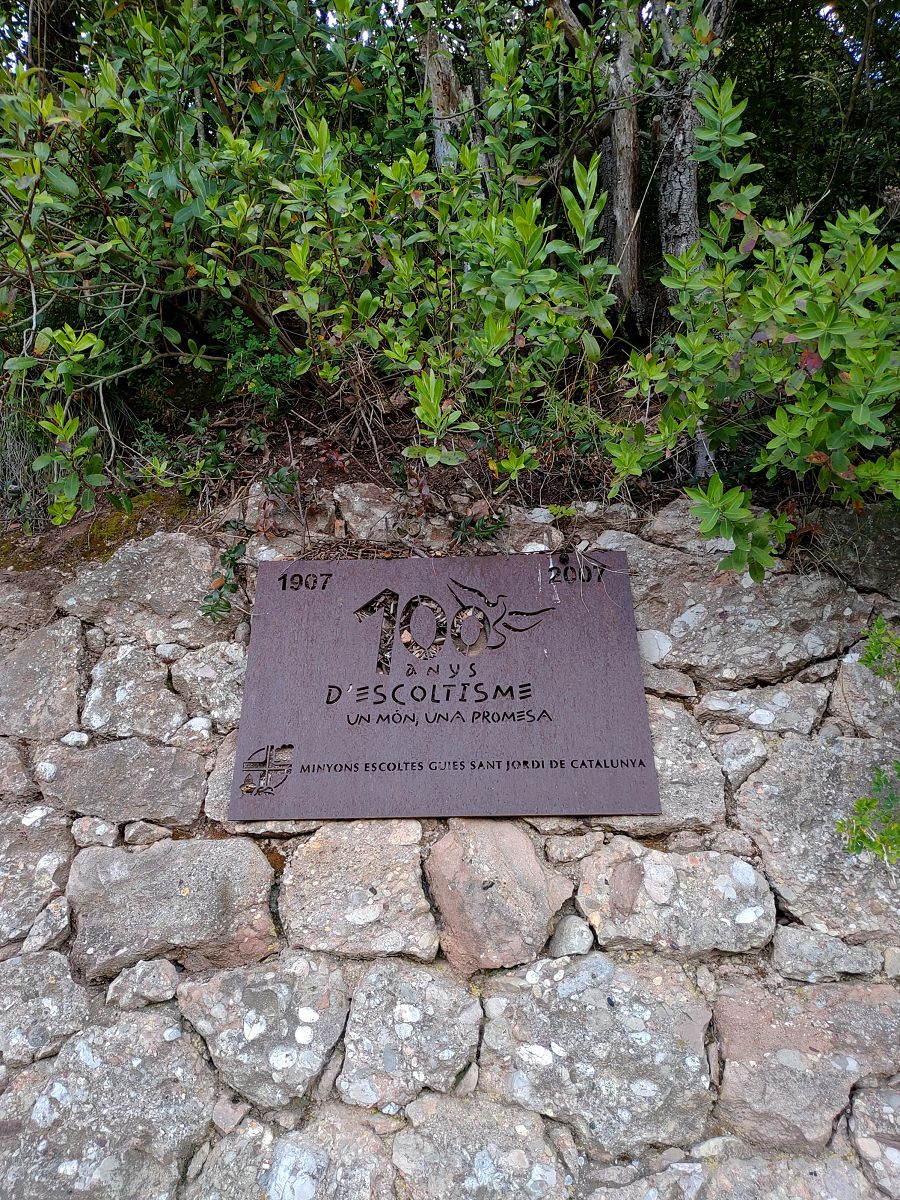 1907 2007
100
anys
D'ESCOLTISME
UN MÓN, UNA PROMESA
MINYONS ESCOLTES GUIES SANT JORDI DE CATALUNYA